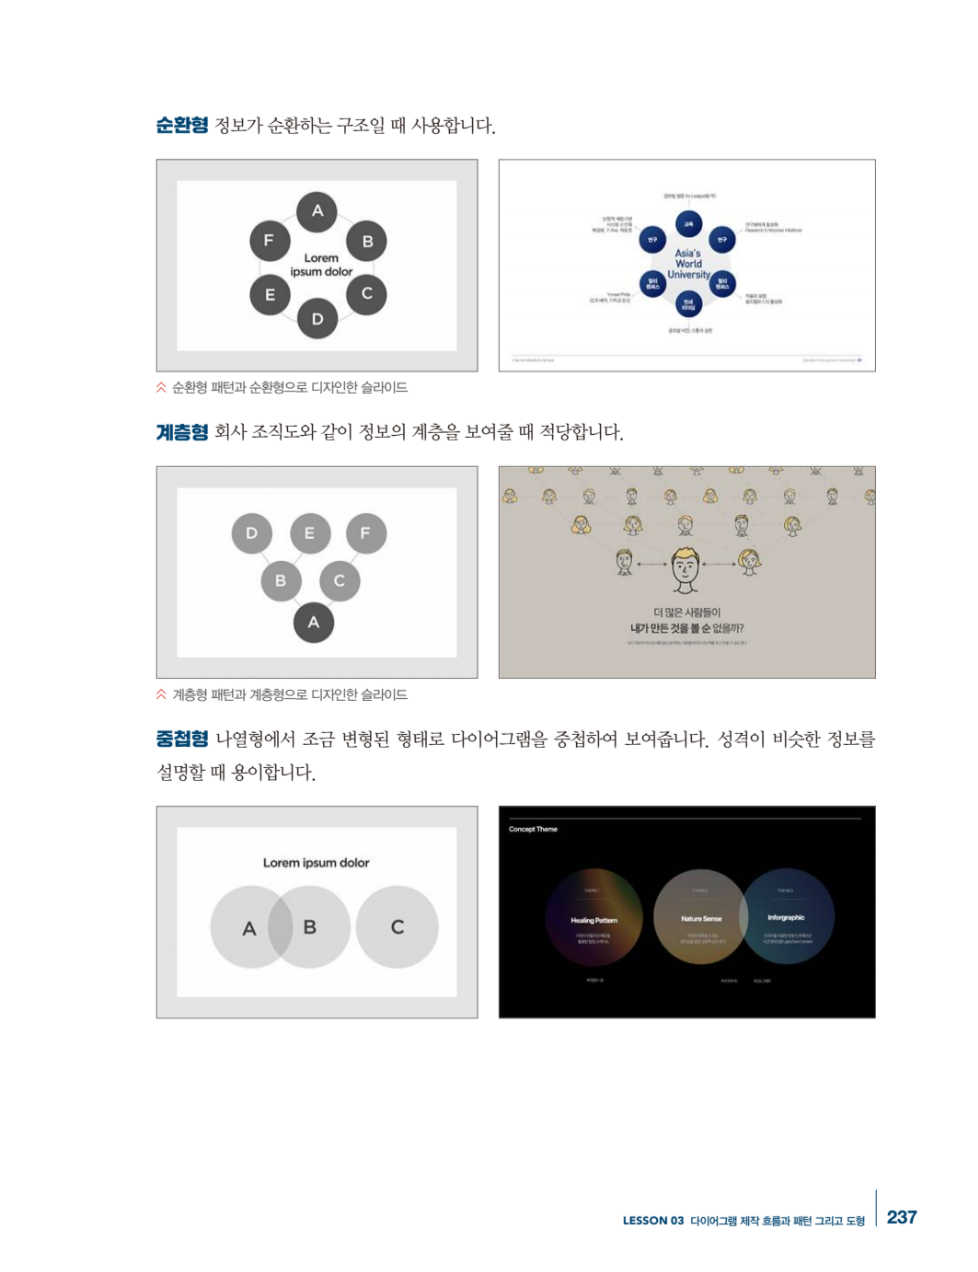 순환형 정보가 순환하는 구조일 때 사용합니다.
A
F
B
Lorem
ipsum dolor
E
C
D
교육
연구
연구
Asia's
World
University
멀티
캠퍼스
멀티
캠퍼스
연세
리더십
순환형 패턴과 순환형으로 디자인한 슬라이드
계층형 회사 조직도와 같이 정보의 계층을 보여줄 때 적당합니다.
D
E
F
B
C
A
더 많은 사람들이
내가 만든 것을 볼 순 없을까?
계층형 패턴과 계층형으로 디자인한 슬라이드
중첩형 나열형에서 조금 변형된 형태로 다이어그램을 중첩하여 보여줍니다. 성격이 비슷한 정보를
설명할 때 용이합니다.
Lorem ipsum dolor
A
B
C
Concept Theme
Healing Pattern
Nature Sense
Inforgraphic
LESSON 03 다이어그램 제작 흐름과 패턴 그리고 도형
237